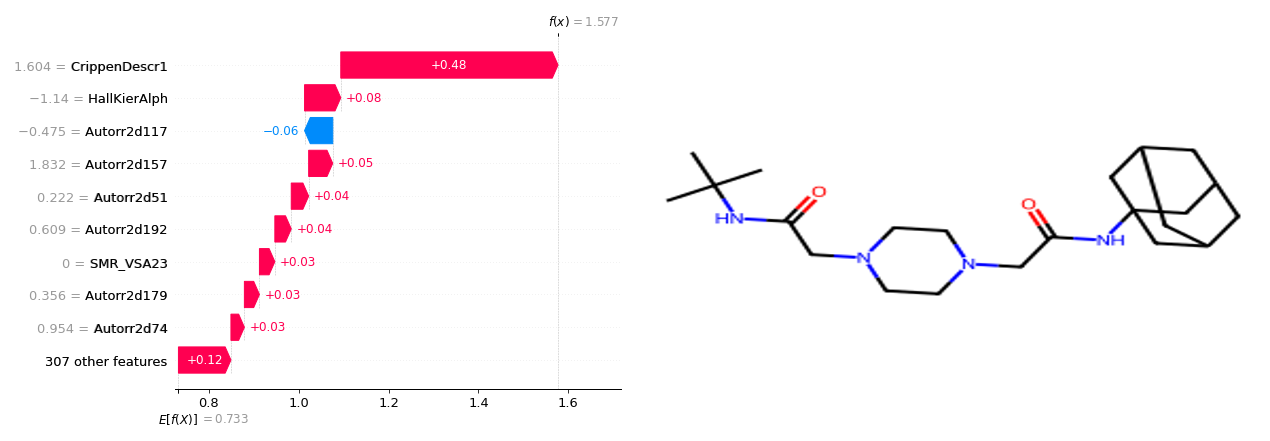 f(x) = 1.577
1.604 = CrippenDescr1
+0.48
−1.14 = HallKierAlph
+0.08
−0.475 = Autorr2d117
−0.06
1.832 = Autorr2d157
+0.05
0.222 = Autorr2d51
+0.04
0.609 = Autorr2d192
+0.04
0 = SMR_VSA23
+0.03
0.356 = Autorr2d179
+0.03
0.954 = Autorr2d74
+0.03
307 other features
+0.12
0.8 1.0 1.2 1.4 1.6
E[f(X)] = 0.733
HN
O
N
N
O
NH